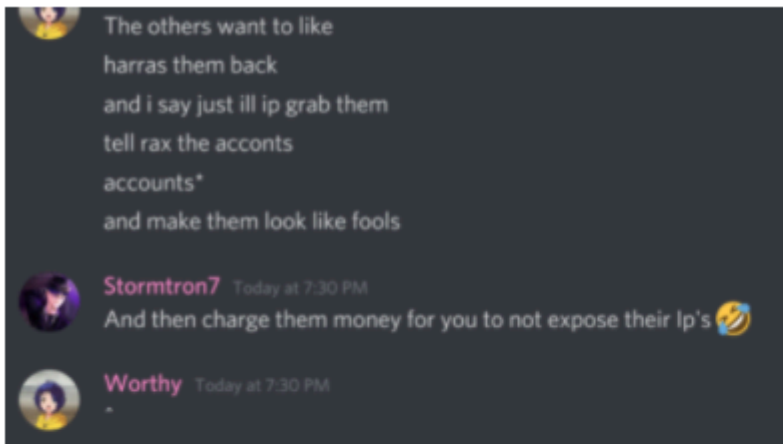 The others want to like
harras them back
and i say just ill ip grab them
tell rax the acconts
accounts*
and make them look like fools
Stormtron7 Today at 7:30 PM
And then charge them money for you to not expose their Ip's 🤣
Worthy Today at 7:30 PM
^